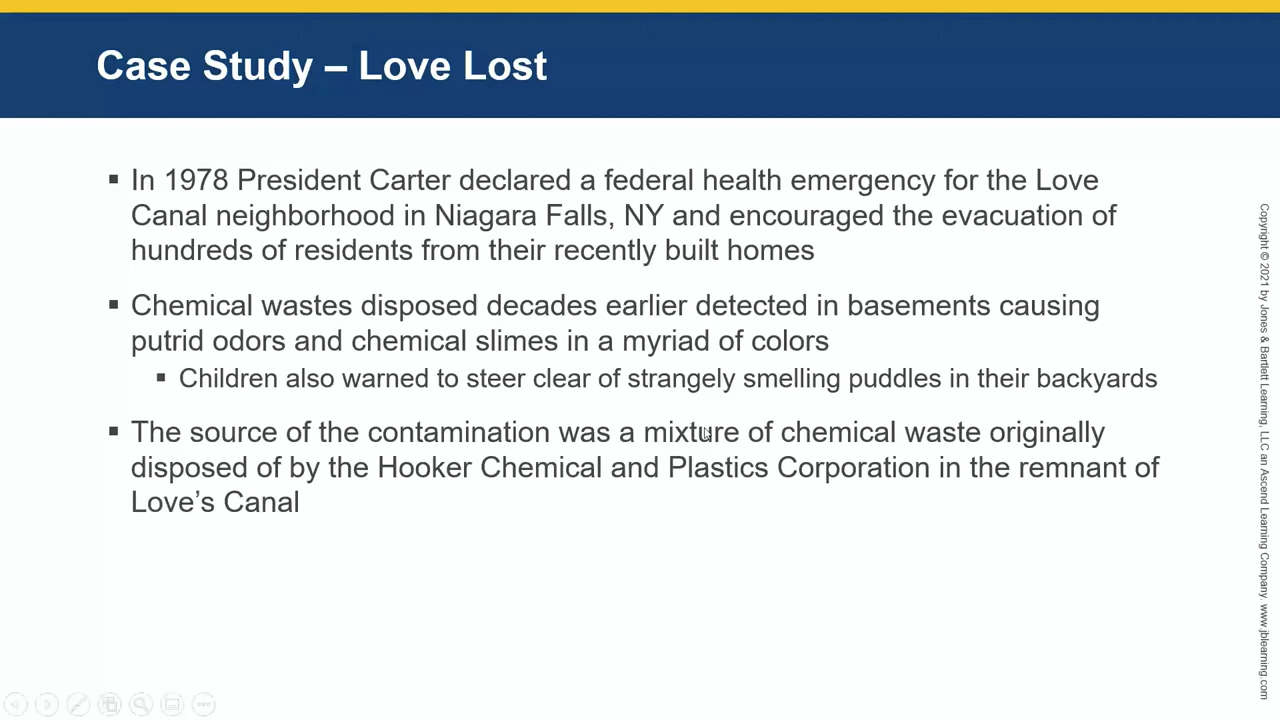 Case Study – Love Lost
▪ In 1978 President Carter declared a federal health emergency for the Love
Canal neighborhood in Niagara Falls, NY and encouraged the evacuation of
hundreds of residents from their recently built homes
▪ Chemical wastes disposed decades earlier detected in basements causing
putrid odors and chemical slimes in a myriad of colors
▪ Children also warned to steer clear of strangely smelling puddles in their backyards
▪ The source of the contamination was a mixture of chemical waste originally
disposed of by the Hooker Chemical and Plastics Corporation in the remnant of
Love’s Canal
Copyright © 2021 by Jones & Bartlett Learning, LLC an Ascend Learning Company. www.jblearning.com